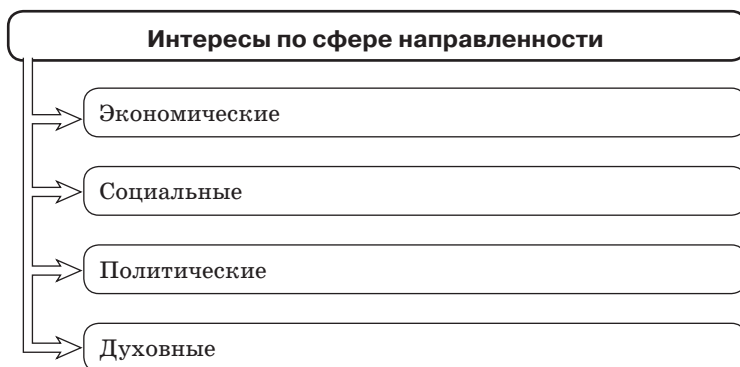 Интересы по сфере направленности
Экономические
Социальные
Политические
Духовные